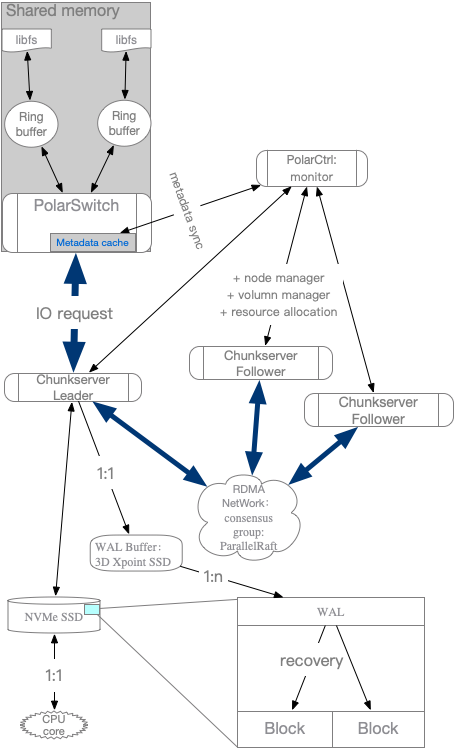 Shared memory
libfs
libfs
Ring
buffer
Ring
buffer
PolarSwitch
Metadata cache
metadata sync
PolarCtrl:
monitor
+ node manager
+ volumn manager
+ resource allocation
IO request
Chunkserver
Leader
Chunkserver
Follower
Chunkserver
Follower
1:1
RDMA
NetWork:
consensus
group:
ParallelRaft
WAL Buffer:
3D Xpoint SSD
1:n
NVMe SSD
WAL
recovery
1:1
Block
Block
CPU
core